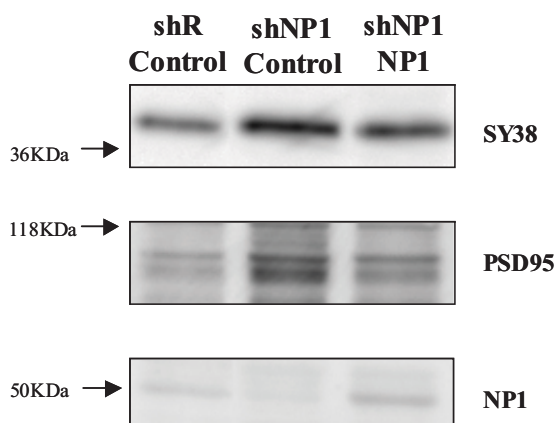 shR shNP1 shNP1
Control Control NP1
SY38
36KDa
118KDa
PSD95
50KDa
NP1